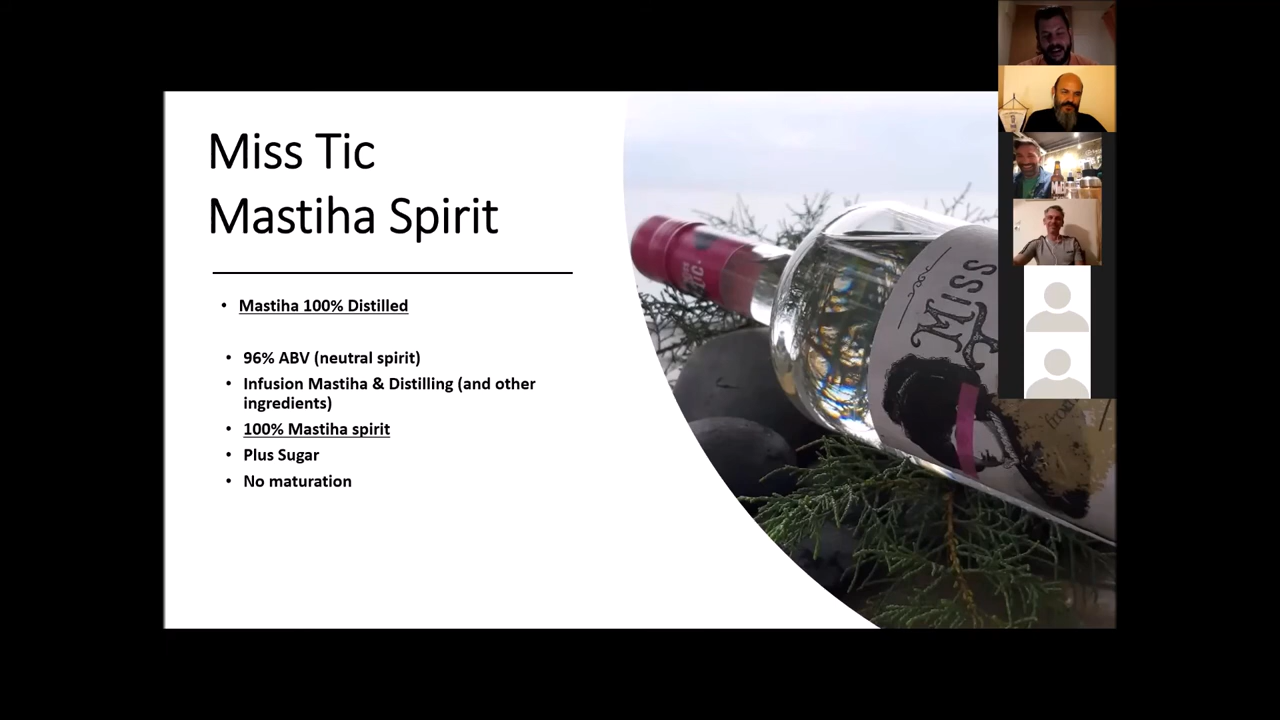 Miss Tic
Mastiha Spirit
• Mastiha 100% Distilled
• 96% ABV (neutral spirit)
• Infusion Mastiha & Distilling (and other
ingredients)
• 100% Mastiha spirit
• Plus Sugar
• No maturation
MISS
from